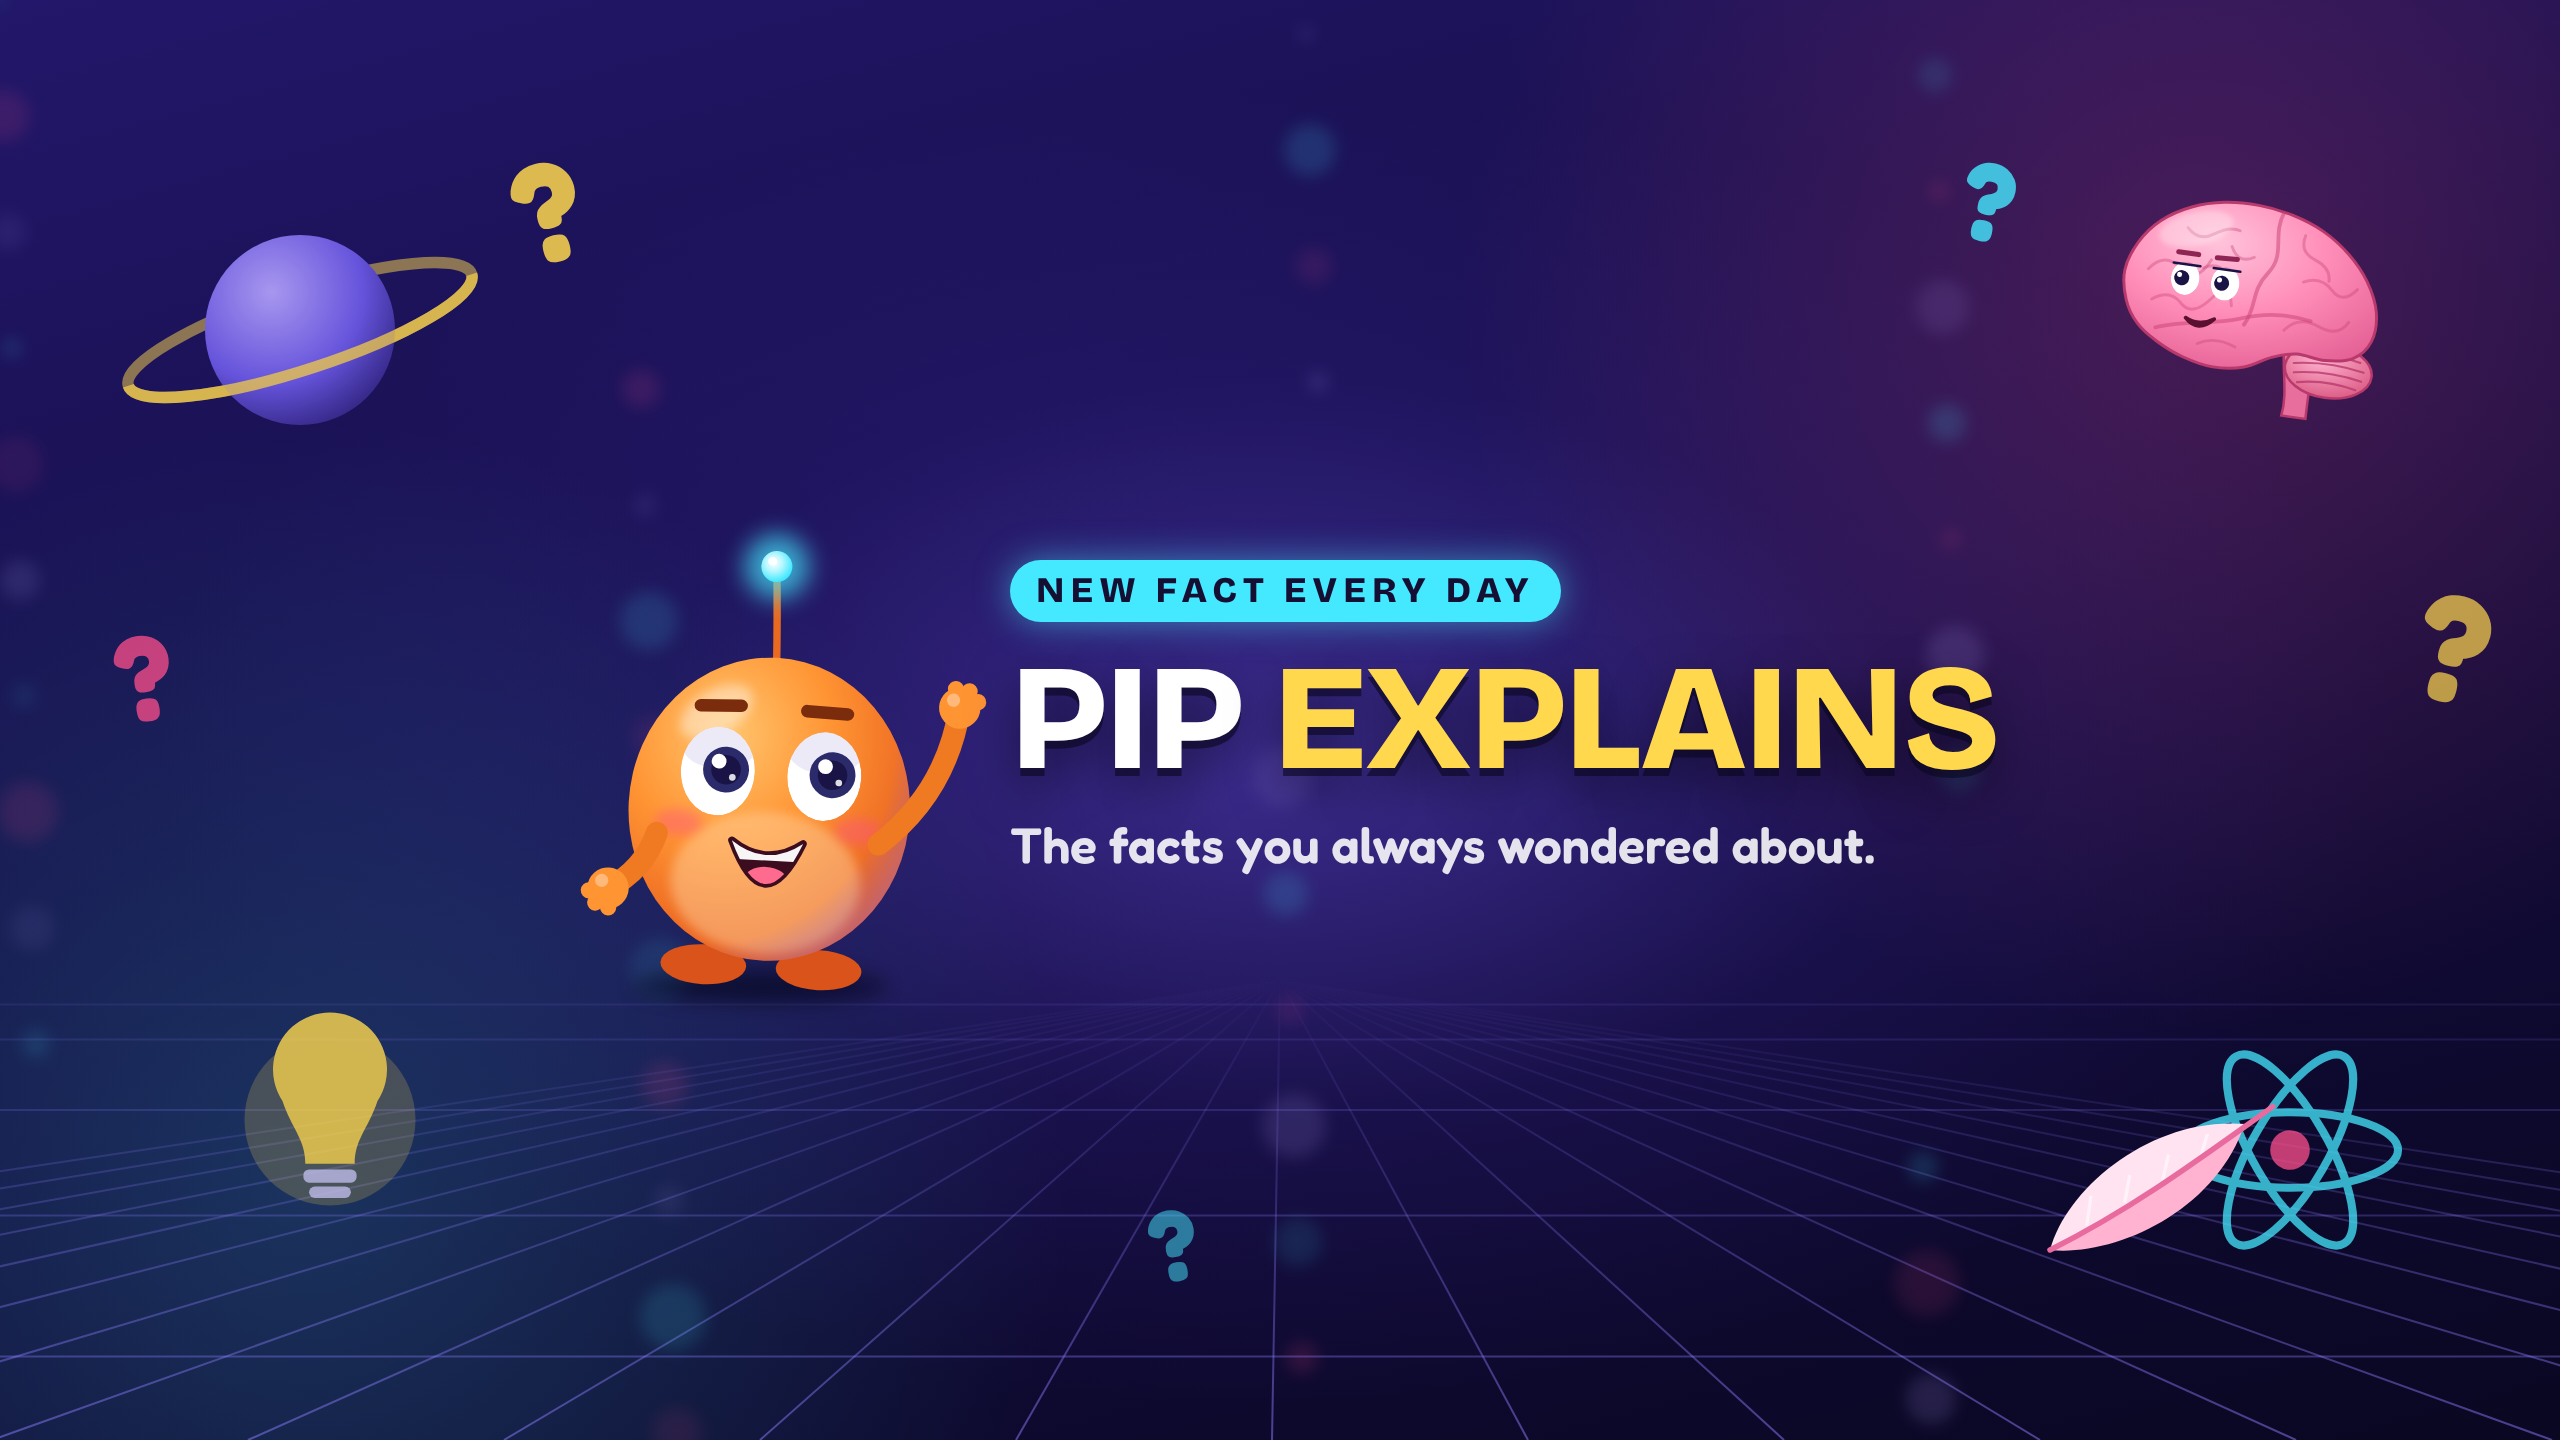 ? ?
NEW FACT EVERY DAY
? PIP EXPLAINS ?
The facts you always wondered about.
?